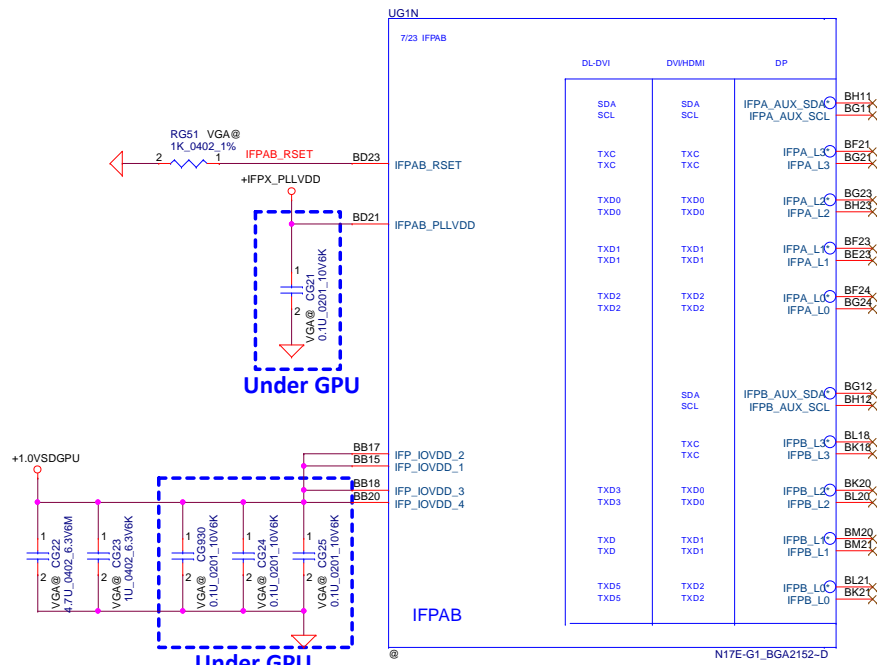 UG1N
7/23 IFPAB
DL-DVI DVI/HDMI DP
SDA SDA IFPA_AUX_SDA* BH11
SCL SCL IFPA_AUX_SCL BG11
RG51 VGA@
1K_0402_1%
2 1 IFPAB_RSET BD23 IFPAB_RSET
TXC TXC IFPA_L3* BF21
TXC TXC IFPA_L3 BG21
+IFPX_PLLVDD
TXD0 TXD0 IFPA_L2* BG23
TXD0 TXD0 IFPA_L2 BH23
BD21 IFPAB_PLLVDD
TXD1 TXD1 IFPA_L1* BF23
TXD1 TXD1 IFPA_L1 BE23
1
2
VGA@ CG21
0.1U_0201_10V6K
TXD2 TXD2 IFPA_L0* BF24
TXD2 TXD2 IFPA_L0 BG24
Under GPU
SDA IFPB_AUX_SDA* BG12
SCL IFPB_AUX_SCL BH12
TXC IFPB_L3* BL18
TXC IFPB_L3 BK18
BB17 IFP_IOVDD_2
BB15 IFP_IOVDD_1
+1.0VSDGPU
BB18 IFP_IOVDD_3
BB20 IFP_IOVDD_4
TXD3 TXD0 IFPB_L2* BK20
TXD3 TXD0 IFPB_L2 BL20
1 1 1 1 1
2 2 2 2 2
VGA@ CG22
4.7U_0402_6.3V6M
VGA@ CG23
1U_0402_6.3V6K
VGA@ CG930
0.1U_0201_10V6K
VGA@ CG24
0.1U_0201_10V6K
VGA@ CG25
0.1U_0201_10V6K
TXD TXD1 IFPB_L1* BM20
TXD TXD1 IFPB_L1 BM21
TXD5 TXD2 IFPB_L0* BL21
TXD5 TXD2 IFPB_L0 BK21
IFPAB
Under GPU
@ N17E-G1_BGA2152~D